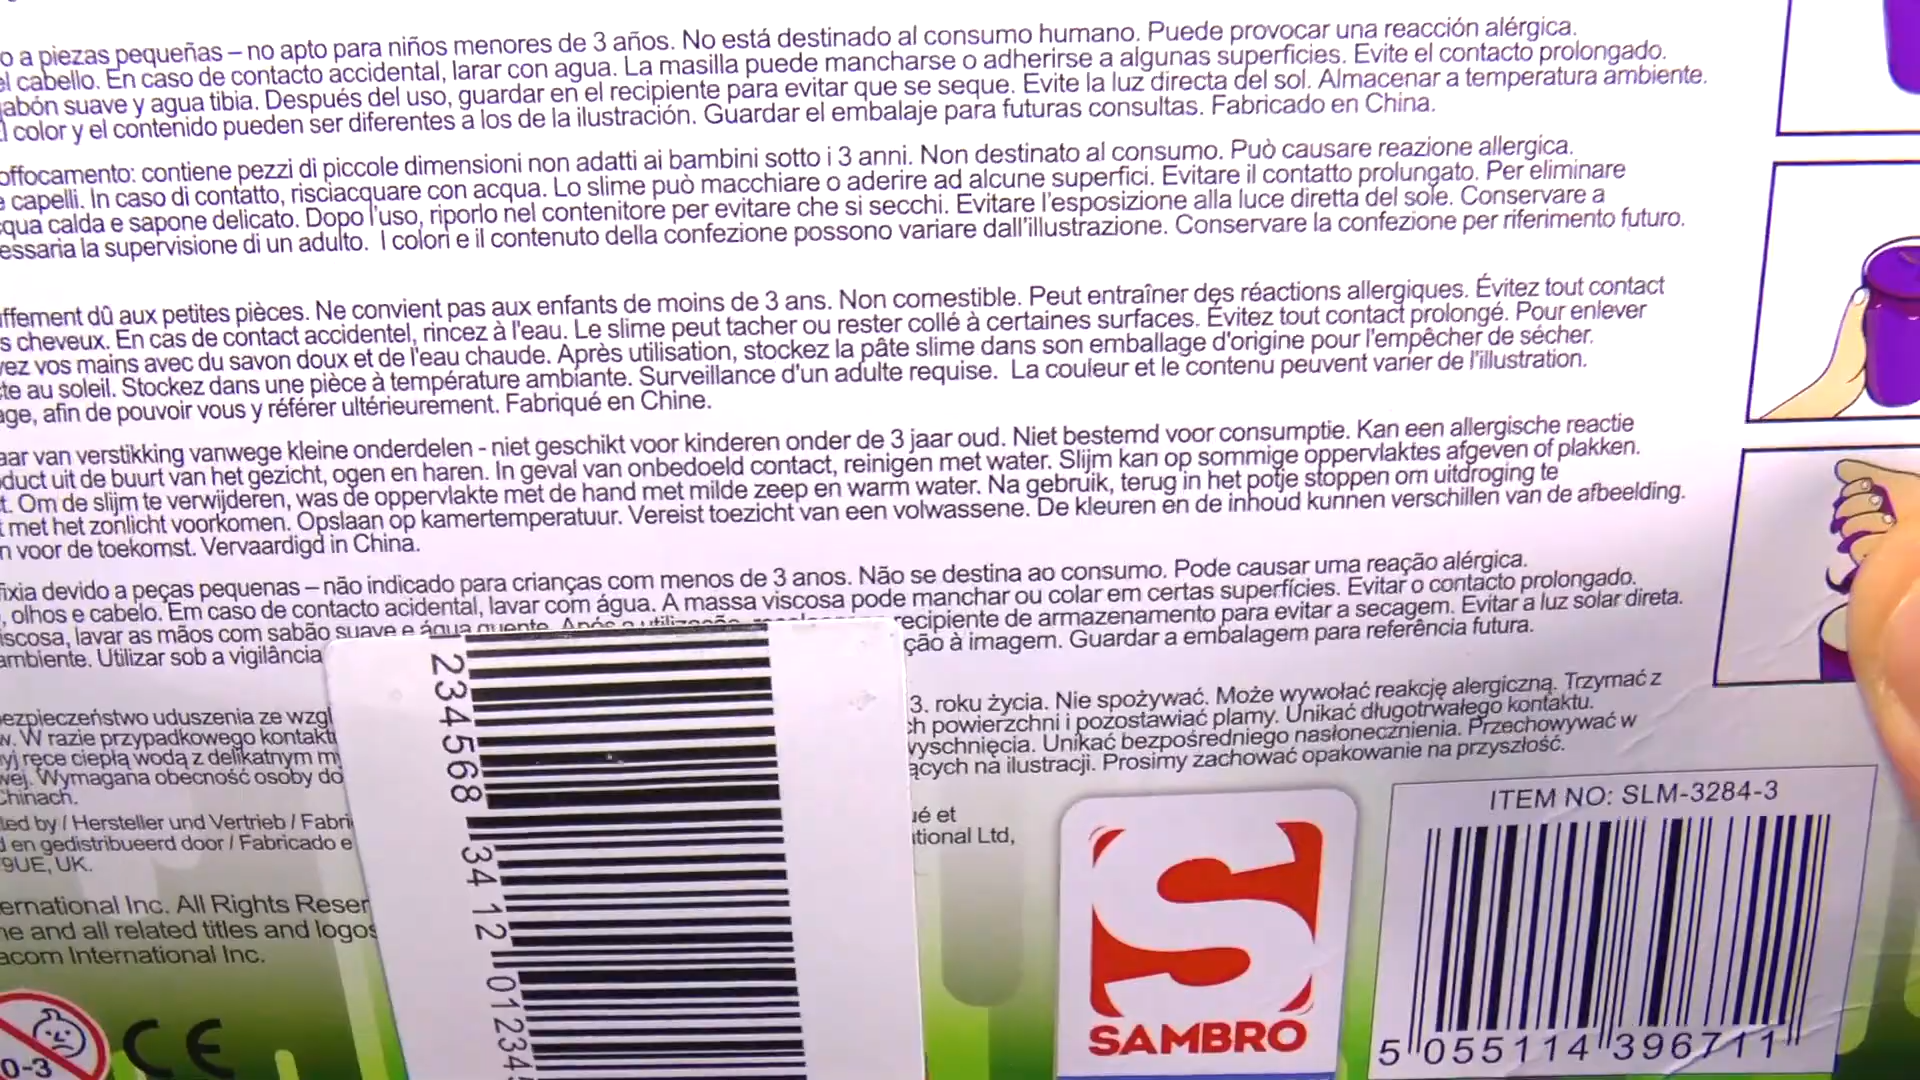 o a piezas pequeñas – no apto para niños menores de 3 años. No está destinado al consumo humano. Puede provocar una reacción alérgica.
el cabello. En caso de contacto accidental, larar con agua. La masilla puede mancharse o adherirse a algunas superficies. Evite el contacto prolongado.
abón suave y agua tibia. Después del uso, guardar en el recipiente para evitar que se seque. Evite la luz directa del sol. Almacenar a temperatura ambiente.
l color y el contenido pueden ser diferentes a los de la ilustración. Guardar el embalaje para futuras consultas. Fabricado en China.
offocamento: contiene pezzi di piccole dimensioni non adatti ai bambini sotto i 3 anni. Non destinato al consumo. Può causare reazione allergica.
e capelli. In caso di contatto, risciacquare con acqua. Lo slime può macchiare o aderire ad alcune superfici. Evitare il contatto prolungato. Per eliminare
qua calda e sapone delicato. Dopo l'uso, riporlo nel contenitore per evitare che si secchi. Evitare l'esposizione alla luce diretta del sole. Conservare a
essaria la supervisione di un adulto. I colori e il contenuto della confezione possono variare dall'illustrazione. Conservare la confezione per riferimento futuro.
ffement dû aux petites pièces. Ne convient pas aux enfants de moins de 3 ans. Non comestible. Peut entraîner des réactions allergiques. Évitez tout contact
s cheveux. En cas de contact accidentel, rincez à l'eau. Le slime peut tacher ou rester collé à certaines surfaces. Évitez tout contact prolongé. Pour enlever
ez vos mains avec du savon doux et de l'eau chaude. Après utilisation, stockez la pâte slime dans son emballage d'origine pour l'empêcher de sécher.
te au soleil. Stockez dans une pièce à température ambiante. Surveillance d'un adulte requise. La couleur et le contenu peuvent varier de l'illustration.
age, afin de pouvoir vous y référer ultérieurement. Fabriqué en Chine.
aar van verstikking vanwege kleine onderdelen - niet geschikt voor kinderen onder de 3 jaar oud. Niet bestemd voor consumptie. Kan een allergische reactie
duct uit de buurt van het gezicht, ogen en haren. In geval van onbedoeld contact, reinigen met water. Slijm kan op sommige oppervlaktes afgeven of plakken.
t. Om de slijm te verwijderen, was de oppervlakte met de hand met milde zeep en warm water. Na gebruik, terug in het potje stoppen om uitdroging te
t met het zonlicht voorkomen. Opslaan op kamertemperatuur. Vereist toezicht van een volwassene. De kleuren en de inhoud kunnen verschillen van de afbeelding.
n voor de toekomst. Vervaardigd in China.
fixia devido a peças pequenas – não indicado para crianças com menos de 3 anos. Não se destina ao consumo. Pode causar uma reação alérgica.
, olhos e cabelo. Em caso de contacto acidental, lavar com água. A massa viscosa pode manchar ou colar em certas superfícies. Evitar o contacto prolongado.
iscosa, lavar as mãos com sabão suave e água quente. Após a utilização, recipiente de armazenamento para evitar a secagem. Evitar a luz solar direta.
ambiente. Utilizar sob a vigilância ção à imagem. Guardar a embalagem para referência futura.
ezpieczeństwo uduszenia ze wzgl 3. roku życia. Nie spożywać. Może wywołać reakcję alergiczną. Trzymać z
w. W razie przypadkowego kontaktu h powierzchni i pozostawiać plamy. Unikać długotrwałego kontaktu.
yj ręce ciepłą wodą z delikatnym my wyschnięcia. Unikać bezpośredniego nasłonecznienia. Przechowywać w
wej. Wymagana obecność osoby do ących na ilustracji. Prosimy zachować opakowanie na przyszłość.
Chinach.
led by / Hersteller und Vertrieb / Fabri ué et
d en gedistribueerd door / Fabricado e tional Ltd,
9UE, UK.
ernational Inc. All Rights Reser
ne and all related titles and logos
acom International Inc.
0-3
CE
234568 34 12 01234
SAMBRO
ITEM NO: SLM-3284-3
5 055114 396711